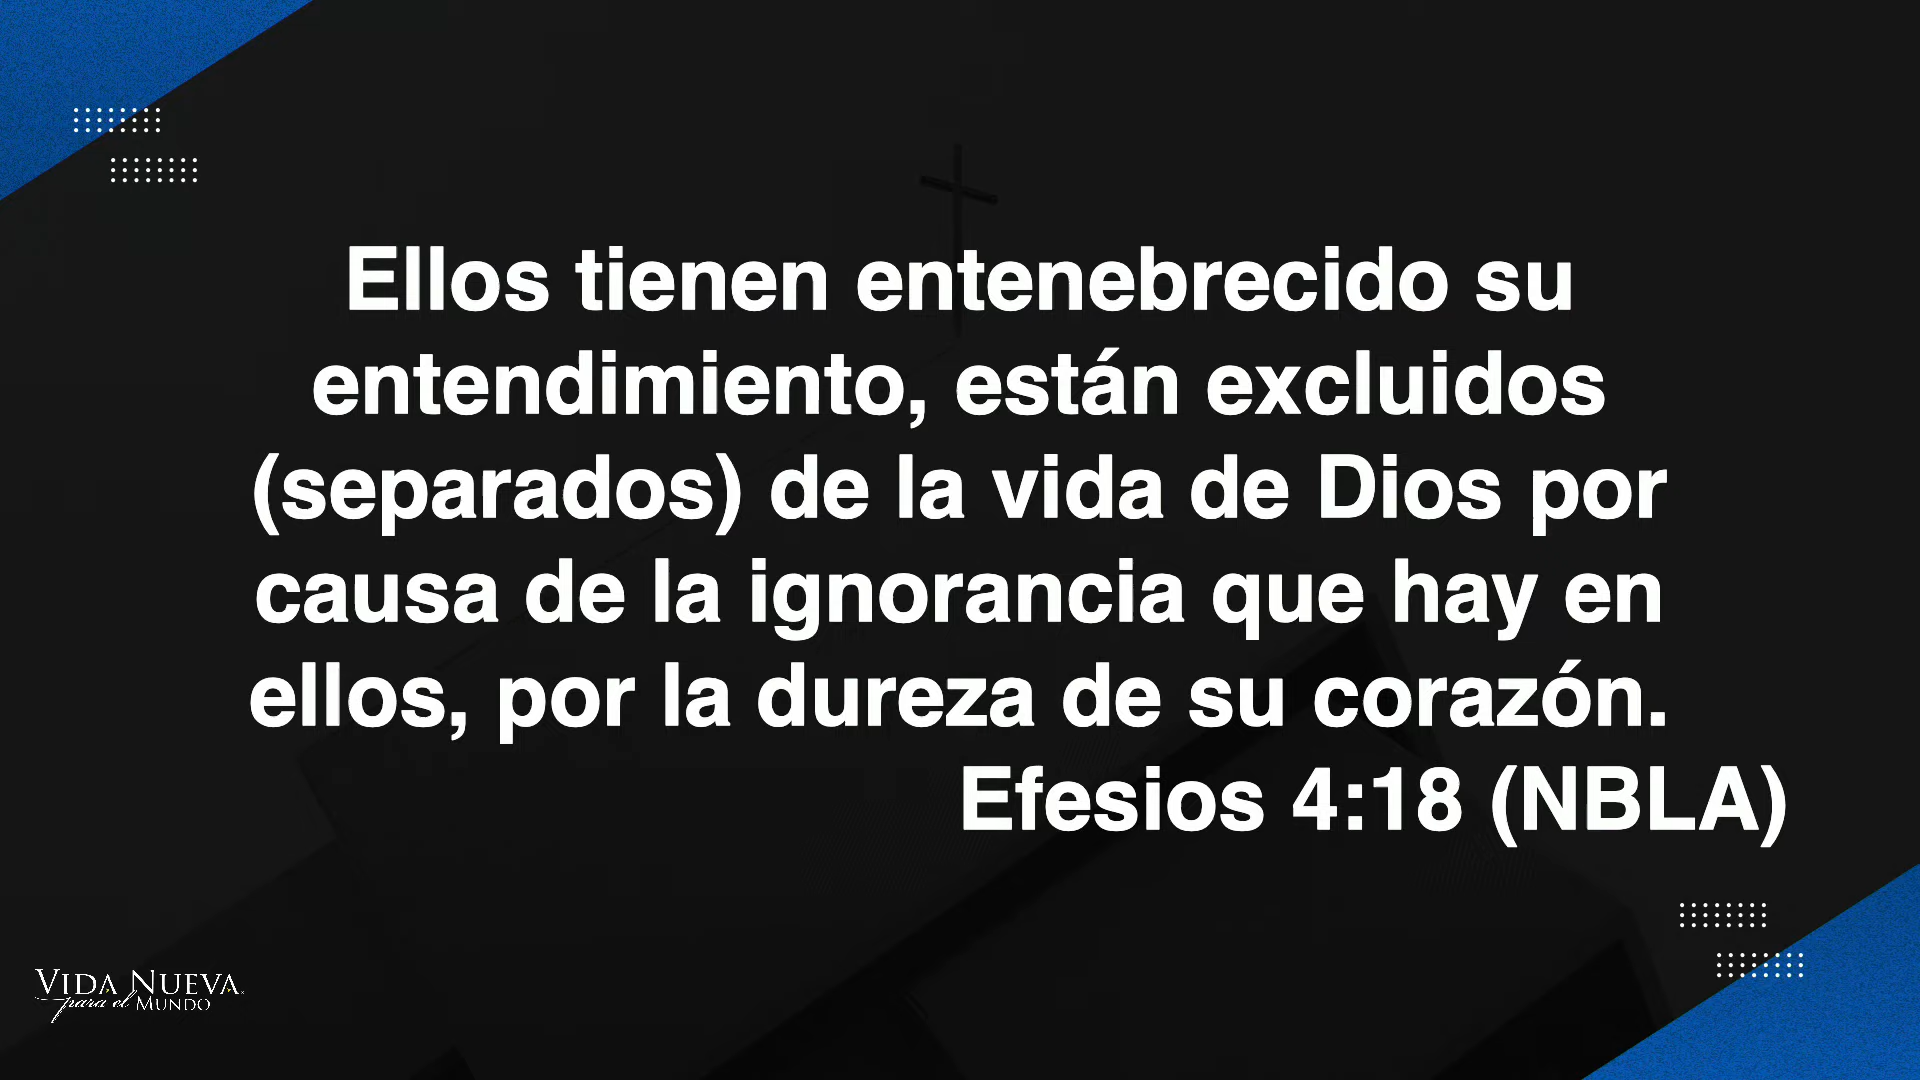 Ellos tienen entenebrecido su
entendimiento, están excluidos
(separados) de la vida de Dios por
causa de la ignorancia que hay en
ellos, por la dureza de su corazón.
Efesios 4:18 (NBLA)
VIDA NUEVA
para el MUNDO